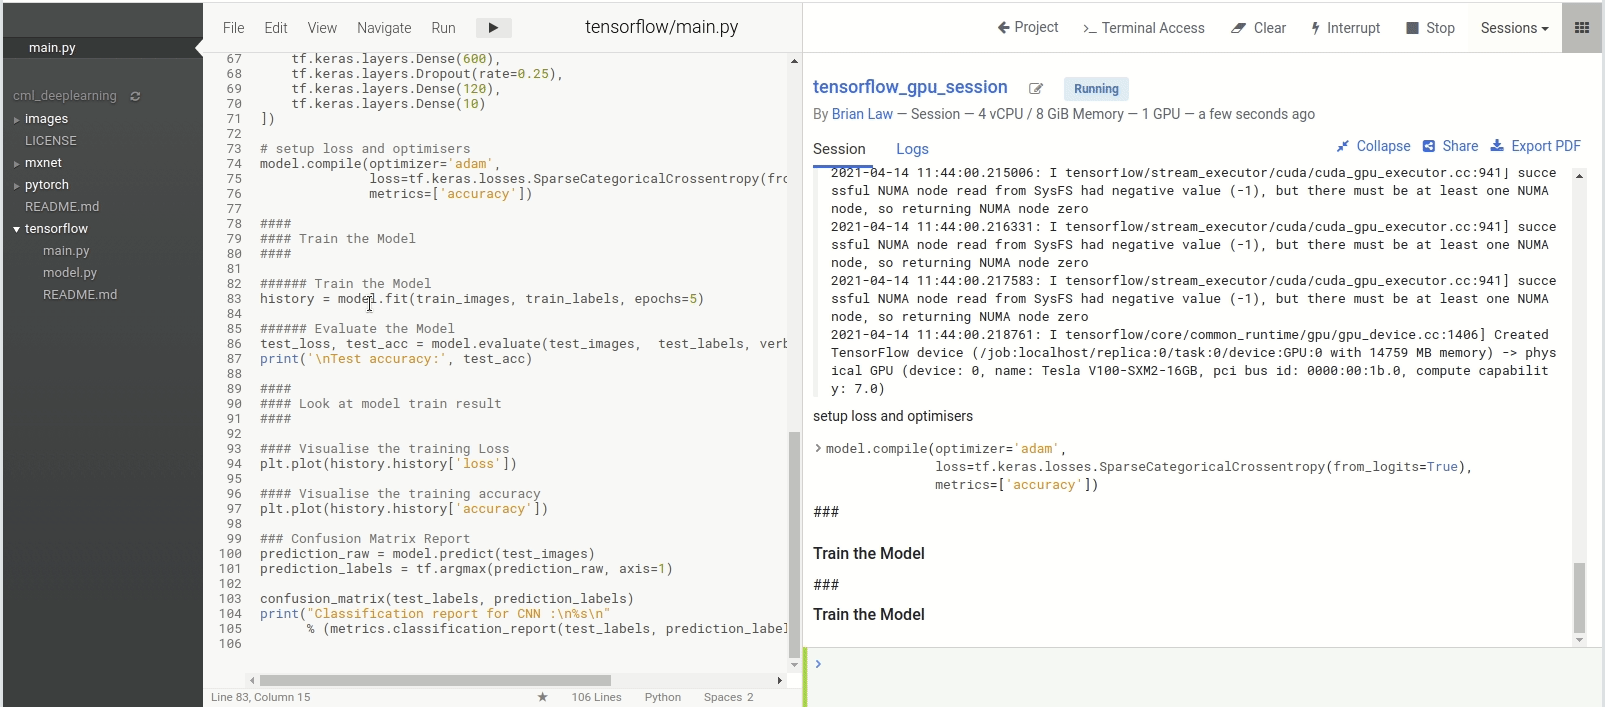 main.py
cml_deeplearning
images
LICENSE
mxnet
pytorch
README.md
tensorflow
main.py
model.py
README.md
File Edit View Navigate Run
tensorflow/main.py
67     tf.keras.layers.Dense(600),
68     tf.keras.layers.Dropout(rate=0.25),
69     tf.keras.layers.Dense(120),
70     tf.keras.layers.Dense(10)
71 ])
72
73 # setup loss and optimisers
74 model.compile(optimizer='adam',
75               loss=tf.keras.losses.SparseCategoricalCrossentropy(fro
76               metrics=['accuracy'])
77
78 ####
79 #### Train the Model
80 ####
81
82 ###### Train the Model
83 history = model.fit(train_images, train_labels, epochs=5)
84
85 ###### Evaluate the Model
86 test_loss, test_acc = model.evaluate(test_images,  test_labels, verb
87 print('\nTest accuracy:', test_acc)
88
89 ####
90 #### Look at model train result
91 ####
92
93 #### Visualise the training Loss
94 plt.plot(history.history['loss'])
95
96 #### Visualise the training accuracy
97 plt.plot(history.history['accuracy'])
98
99 ### Confusion Matrix Report
100 prediction_raw = model.predict(test_images)
101 prediction_labels = tf.argmax(prediction_raw, axis=1)
102
103 confusion_matrix(test_labels, prediction_labels)
104 print("Classification report for CNN :\n%s\n"
105       % (metrics.classification_report(test_labels, prediction_label
106
Line 83, Column 15 ★ 106 Lines Python Spaces 2
Project >_ Terminal Access Clear Interrupt Stop Sessions
tensorflow_gpu_session Running
By Brian Law — Session — 4 vCPU / 8 GiB Memory — 1 GPU — a few seconds ago
Session Logs Collapse Share Export PDF
2021-04-14 11:44:00.215006: I tensorflow/stream_executor/cuda/cuda_gpu_executor.cc:941] succe
ssful NUMA node read from SysFS had negative value (-1), but there must be at least one NUMA
node, so returning NUMA node zero
2021-04-14 11:44:00.216331: I tensorflow/stream_executor/cuda/cuda_gpu_executor.cc:941] succe
ssful NUMA node read from SysFS had negative value (-1), but there must be at least one NUMA
node, so returning NUMA node zero
2021-04-14 11:44:00.217583: I tensorflow/stream_executor/cuda/cuda_gpu_executor.cc:941] succe
ssful NUMA node read from SysFS had negative value (-1), but there must be at least one NUMA
node, so returning NUMA node zero
2021-04-14 11:44:00.218761: I tensorflow/core/common_runtime/gpu/gpu_device.cc:1406] Created
TensorFlow device (/job:localhost/replica:0/task:0/device:GPU:0 with 14759 MB memory) -> phys
ical GPU (device: 0, name: Tesla V100-SXM2-16GB, pci bus id: 0000:00:1b.0, compute capabilit
y: 7.0)
setup loss and optimisers
> model.compile(optimizer='adam',
              loss=tf.keras.losses.SparseCategoricalCrossentropy(from_logits=True),
              metrics=['accuracy'])
###
Train the Model
###
Train the Model
>